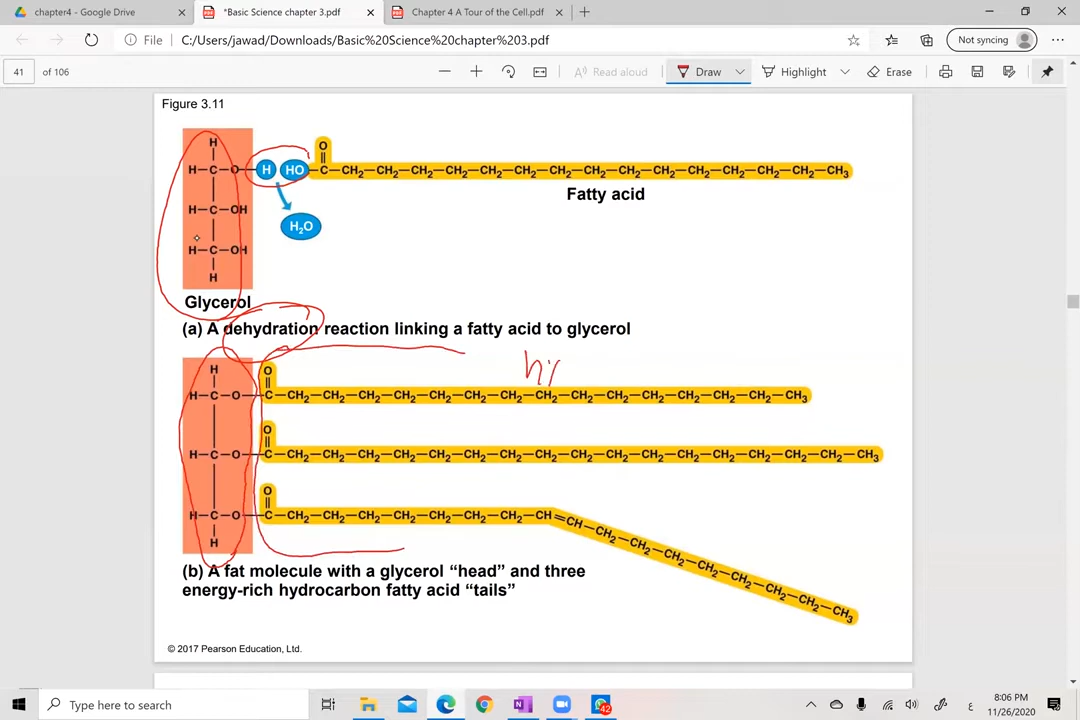 chapter4 - Google Drive
*Basic Science chapter 3.pdf
Chapter 4 A Tour of the Cell.pdf
File
C:/Users/jawad/Downloads/Basic%20Science%20chapter%203.pdf
Not syncing
41 of 106
Read aloud
Draw
Highlight
Erase
Figure 3.11
H
H—C—O—H HO—C—CH2—CH2—CH2—CH2—CH2—CH2—CH2—CH2—CH2—CH2—CH2—CH2—CH2—CH2—CH3
O
Fatty acid
H—C—OH
H2O
H—C—OH
H
Glycerol
(a) A dehydration reaction linking a fatty acid to glycerol
hy
H
O
H—C—O—C—CH2—CH2—CH2—CH2—CH2—CH2—CH2—CH2—CH2—CH2—CH2—CH2—CH2—CH2—CH3
O
H—C—O—C—CH2—CH2—CH2—CH2—CH2—CH2—CH2—CH2—CH2—CH2—CH2—CH2—CH2—CH2—CH2—CH2—CH3
O
H—C—O—C—CH2—CH2—CH2—CH2—CH2—CH2—CH2—CH=CH—CH2—CH2—CH2—CH2—CH2—CH2—CH2—CH3
H
(b) A fat molecule with a glycerol “head” and three
energy-rich hydrocarbon fatty acid “tails”
© 2017 Pearson Education, Ltd.
Type here to search
42
ع
8:06 PM
11/26/2020